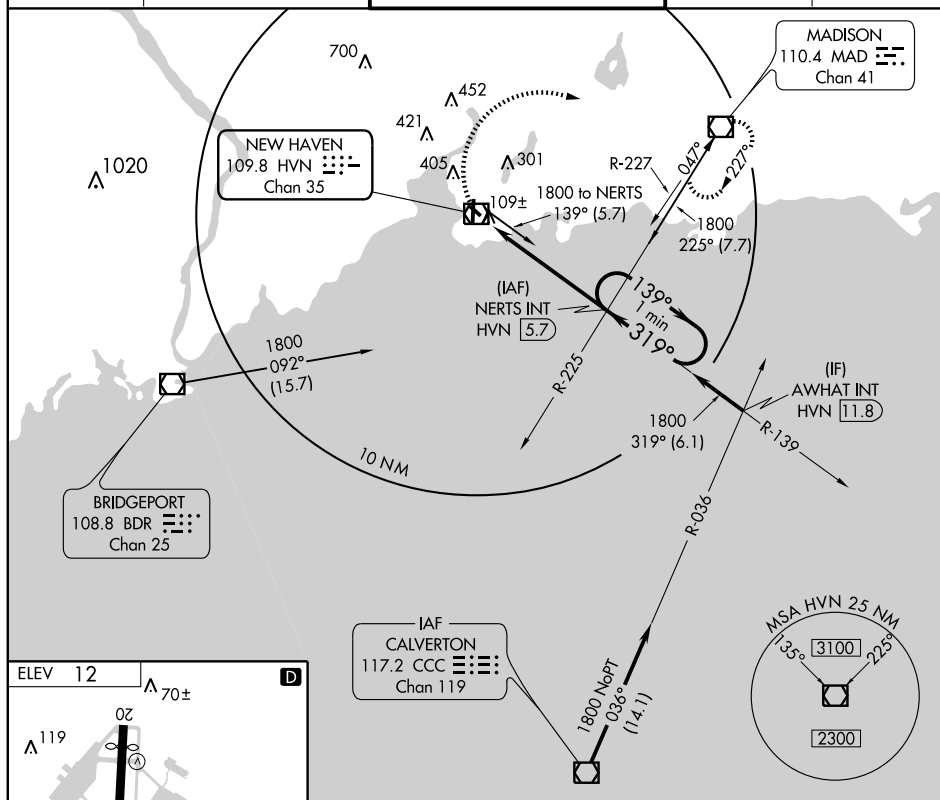 MADISON
110.4 MAD
Chan 41
700
452
421
405
301
1020
NEW HAVEN
109.8 HVN
Chan 35
109±
1800 to NERTS
139° (5.7)
R-227
047°
227°
1800
225° (7.7)
(IAF)
NERTS INT
HVN 5.7
139°
1 min
319°
R-225
1800
092°
(15.7)
(IF)
AWHAT INT
HVN 11.8
1800
319° (6.1)
R-139
10 NM
BRIDGEPORT
108.8 BDR
Chan 25
R-036
IAF
CALVERTON
117.2 CCC
Chan 119
1800 NoPT
036°
(14.1)
MSA HVN 25 NM
135°
3100
225°
2300
ELEV 12
D
70±
20
119